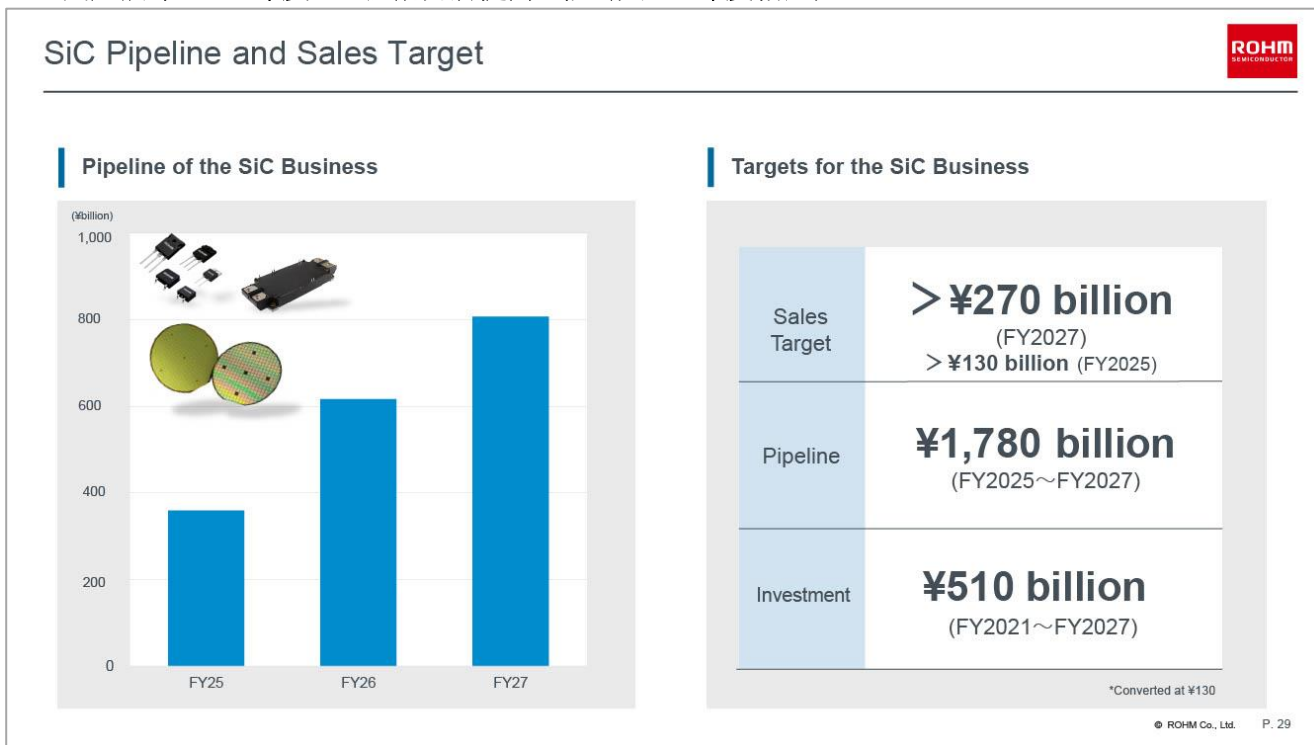 SiC Pipeline and Sales Target
ROHM
SEMICONDUCTOR
Pipeline of the SiC Business
(¥billion)
1,000
800
600
400
200
0
FY25 FY26 FY27
Targets for the SiC Business
Sales
Target
＞¥270 billion
(FY2027)
＞¥130 billion (FY2025)
Pipeline
¥1,780 billion
(FY2025～FY2027)
Investment
¥510 billion
(FY2021～FY2027)
*Converted at ¥130
© ROHM Co., Ltd. P. 29